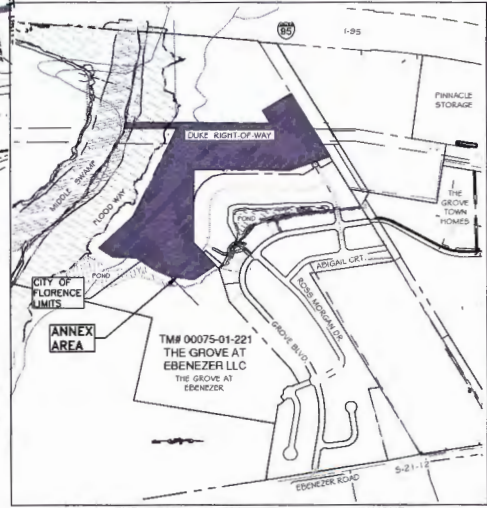 95
I-95
PINNACLE
STORAGE
DUKE RIGHT-OF-WAY
MIDDLE SWAMP
FLOOD WAY
THE
GROVE
TOWN
HOMES
POND
ABIGAIL CRT.
ROSS MORGAN DR.
POND
CITY OF
FLORENCE
LIMITS
ANNEX
AREA
TM# 00075-01-221
THE GROVE AT
EBENEZER LLC
THE GROVE AT
EBENEZER
GROVE BLVD.
EBENEZER ROAD
S-21-12